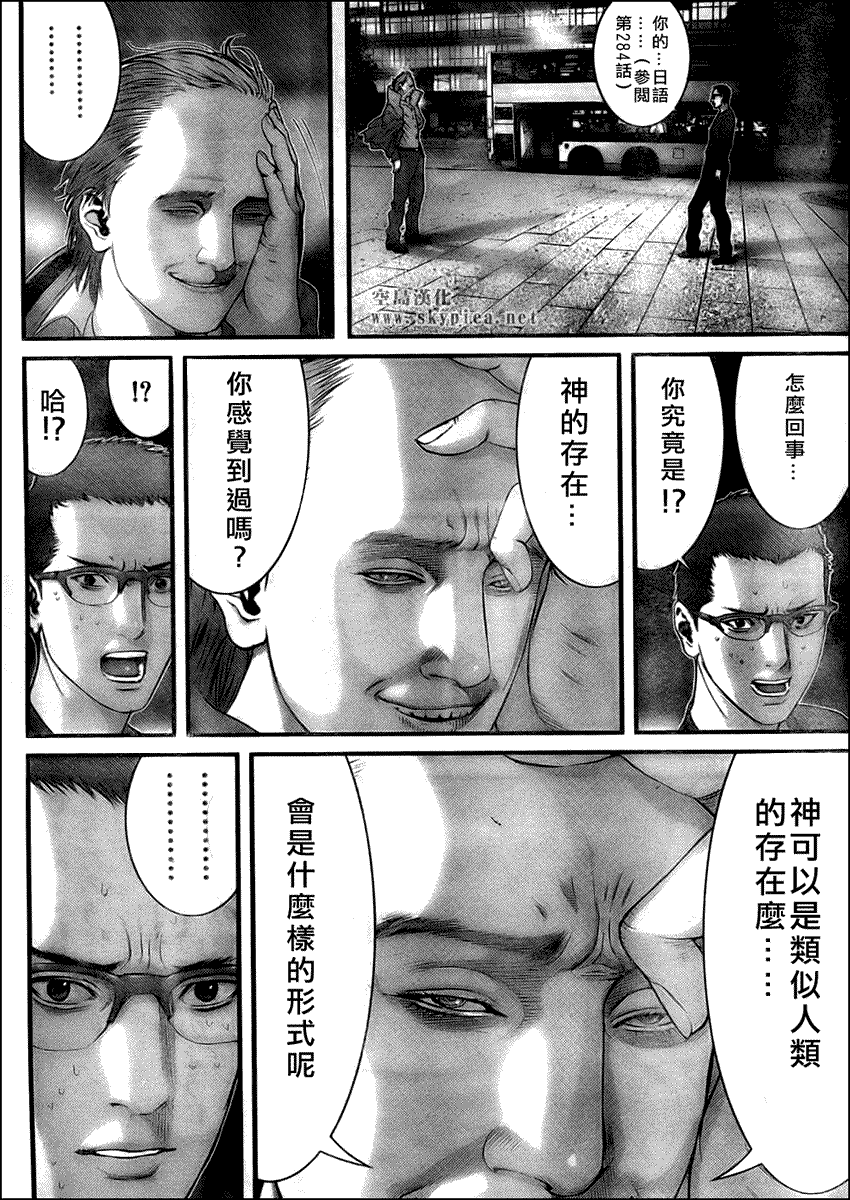 你的…日語
……（參閱
第284話）
…………
…………
空島漢化
www.skypiea.net
怎麼回事…
你究竟是!?
神的存在…
你感覺到過嗎？
!?
哈!?
神可以是類似人類
的存在麼……
會是什麼樣的形式呢
…………
…………